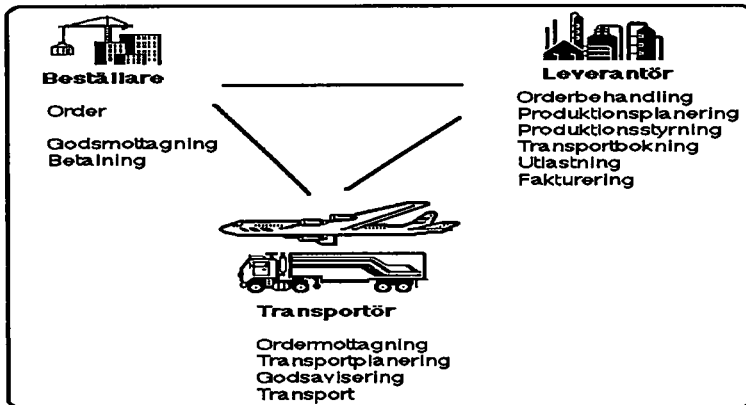 Beställare
Order
Godsmottagning
Betalning
Leverantör
Orderbehandling
Produktionsplanering
Produktionsstyrning
Transportbokning
Utlastning
Fakturering
Transportör
Ordermottagning
Transportplanering
Godsavisering
Transport